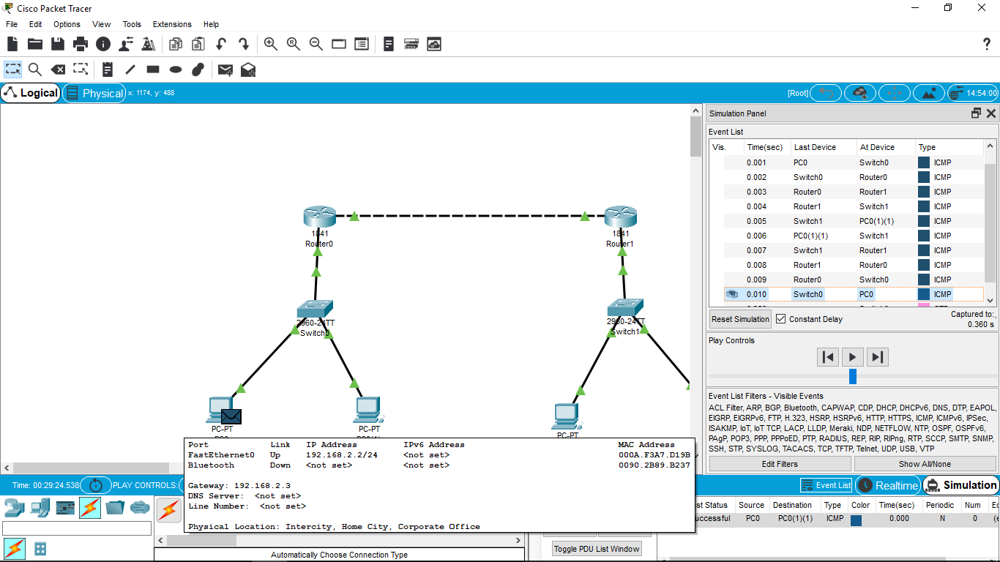 Cisco Packet Tracer
File Edit Options View Tools Extensions Help
?
Logical Physical x: 1174, y: 488 [Root] 14:54:00
Simulation Panel
Event List
Vis. Time(sec) Last Device At Device Type
0.001 PC0 Switch0 ICMP
0.002 Switch0 Router0 ICMP
0.003 Router0 Router1 ICMP
0.004 Router1 Switch1 ICMP
0.005 Switch1 PC0(1)(1) ICMP
0.006 PC0(1)(1) Switch1 ICMP
0.007 Switch1 Router1 ICMP
0.008 Router1 Router0 ICMP
0.009 Router0 Switch0 ICMP
0.010 Switch0 PC0 ICMP
Reset Simulation Constant Delay Captured to:
0.360 s
Play Controls
Event List Filters - Visible Events
ACL Filter, ARP, BGP, Bluetooth, CAPWAP, CDP, DHCP, DHCPv6, DNS, DTP, EAPOL,
EIGRP, EIGRPv6, FTP, H.323, HSRP, HSRPv6, HTTP, HTTPS, ICMP, ICMPv6, IPSec,
ISAKMP, IoT, IoT TCP, LACP, LLDP, Meraki, NDP, NETFLOW, NTP, OSPF, OSPFv6,
PAgP, POP3, PPP, PPPoED, PTP, RADIUS, REP, RIP, RIPng, RTP, SCCP, SMTP, SNMP,
SSH, STP, SYSLOG, TACACS, TCP, TFTP, Telnet, UDP, USB, VTP
Edit Filters Show All/None
1841
Router0
1841
Router1
2960-24TT
Switch0
2960-24TT
Switch1
PC-PT
PC-PT
PC-PT
Port Link IP Address IPv6 Address MAC Address
FastEthernet0 Up 192.168.2.2/24 <not set> 000A.F3A7.D19B
Bluetooth Down <not set> <not set> 0090.2B89.B237
Gateway: 192.168.2.3
DNS Server: <not set>
Line Number: <not set>
Physical Location: Intercity, Home City, Corporate Office
Time: 00:29:24.538 PLAY CONTROLS: Event List Realtime Simulation
st Status Source Destination Type Color Time(sec) Periodic Num Ed
uccessful PC0 PC0(1)(1) ICMP 0.000 N 0 (e
Toggle PDU List Window
Automatically Choose Connection Type